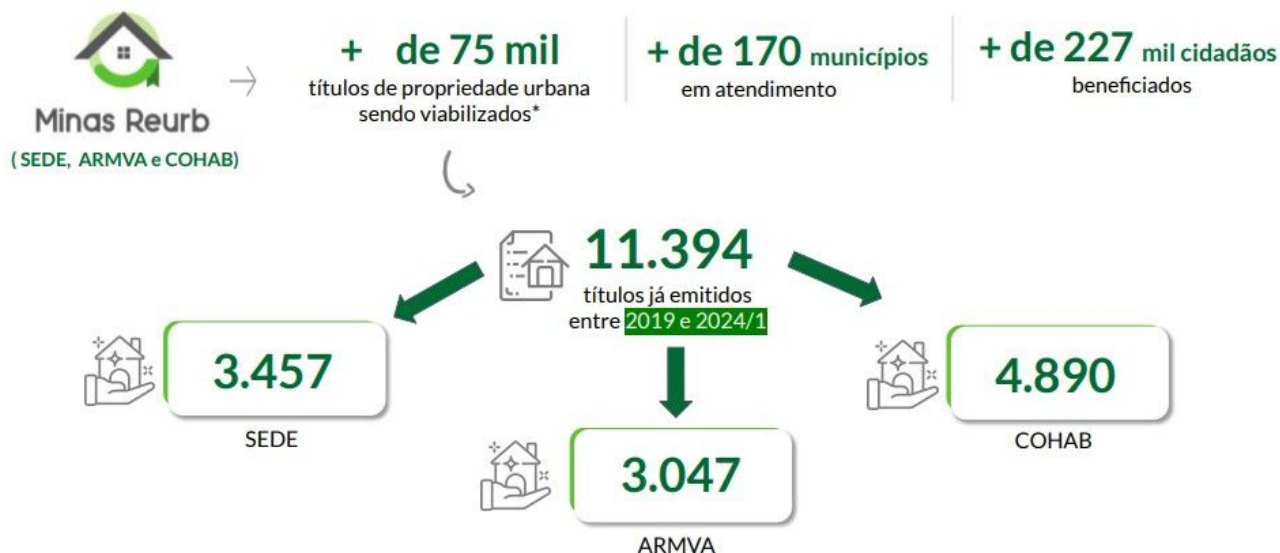 Minas Reurb
( SEDE, ARMVA e COHAB)
+ de 75 mil
títulos de propriedade urbana
sendo viabilizados*
+ de 170 municípios
em atendimento
+ de 227 mil cidadãos
beneficiados
11.394
títulos já emitidos
entre 2019 e 2024/1
3.457
SEDE
3.047
ARMVA
4.890
COHAB